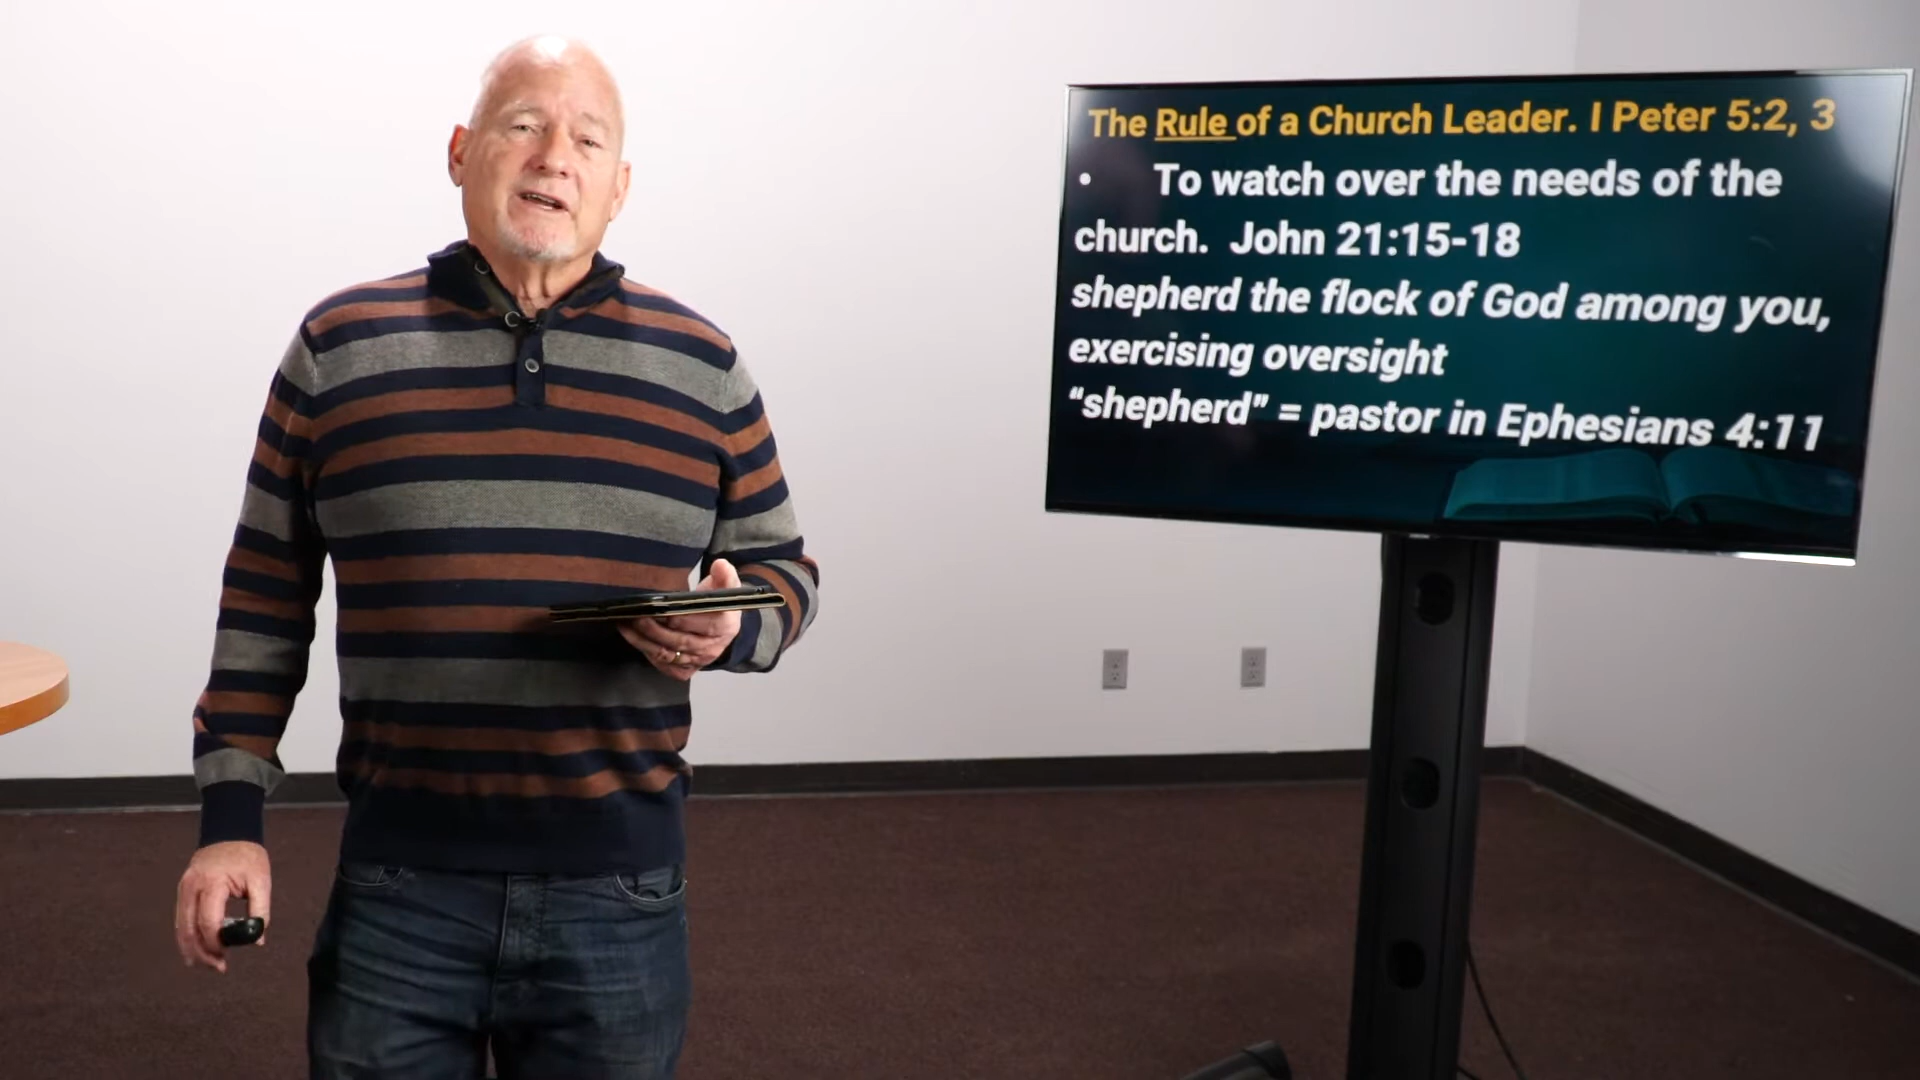 The Rule of a Church Leader. I Peter 5:2, 3
• To watch over the needs of the
church. John 21:15-18
shepherd the flock of God among you,
exercising oversight
“shepherd” = pastor in Ephesians 4:11